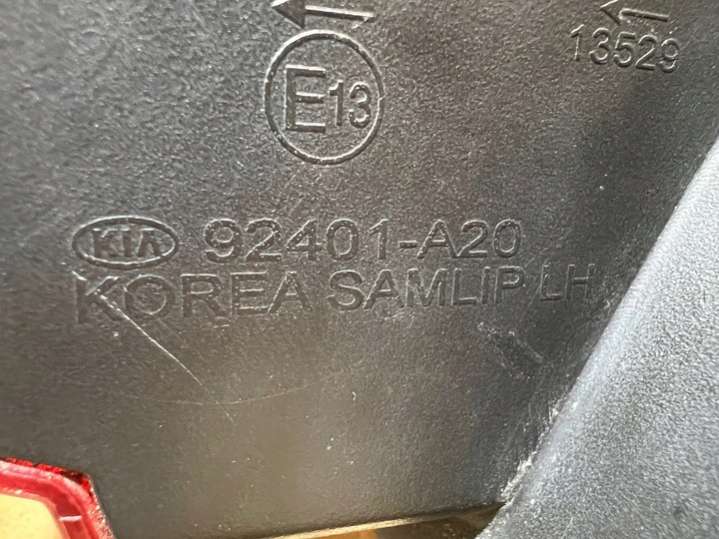 13529
E13
KIA 92401-A20
KOREA SAMLIP LH